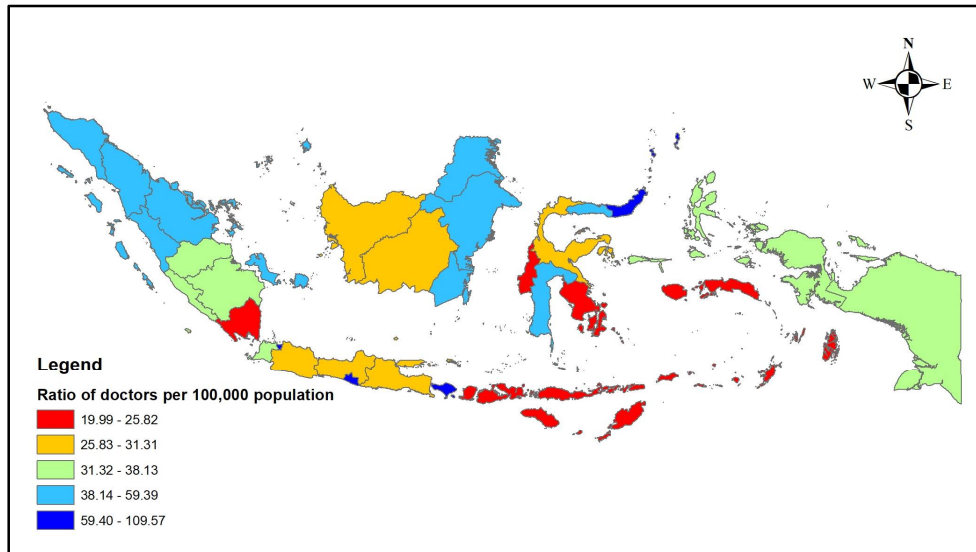 N
W E
S
Legend
Ratio of doctors per 100,000 population
19.99 - 25.82
25.83 - 31.31
31.32 - 38.13
38.14 - 59.39
59.40 - 109.57